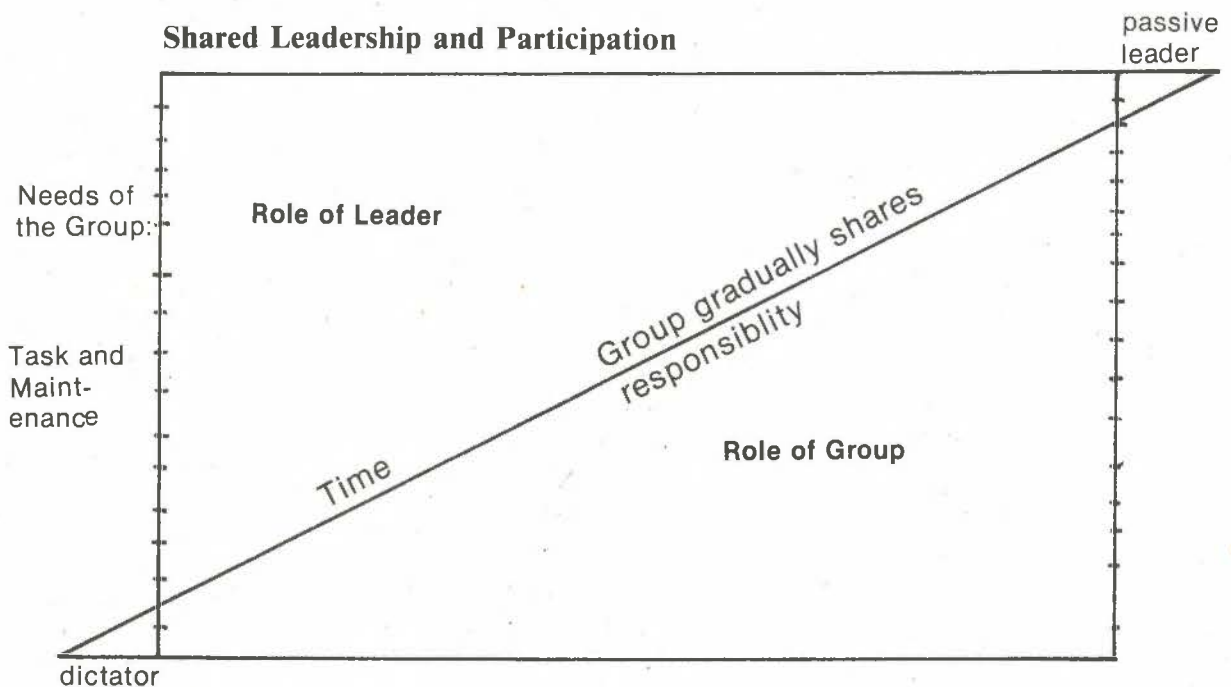 Shared Leadership and Participation
passive
leader
Needs of
the Group:
Role of Leader
Group gradually shares
responsiblity
Task and
Maint-
enance
Role of Group
Time
dictator